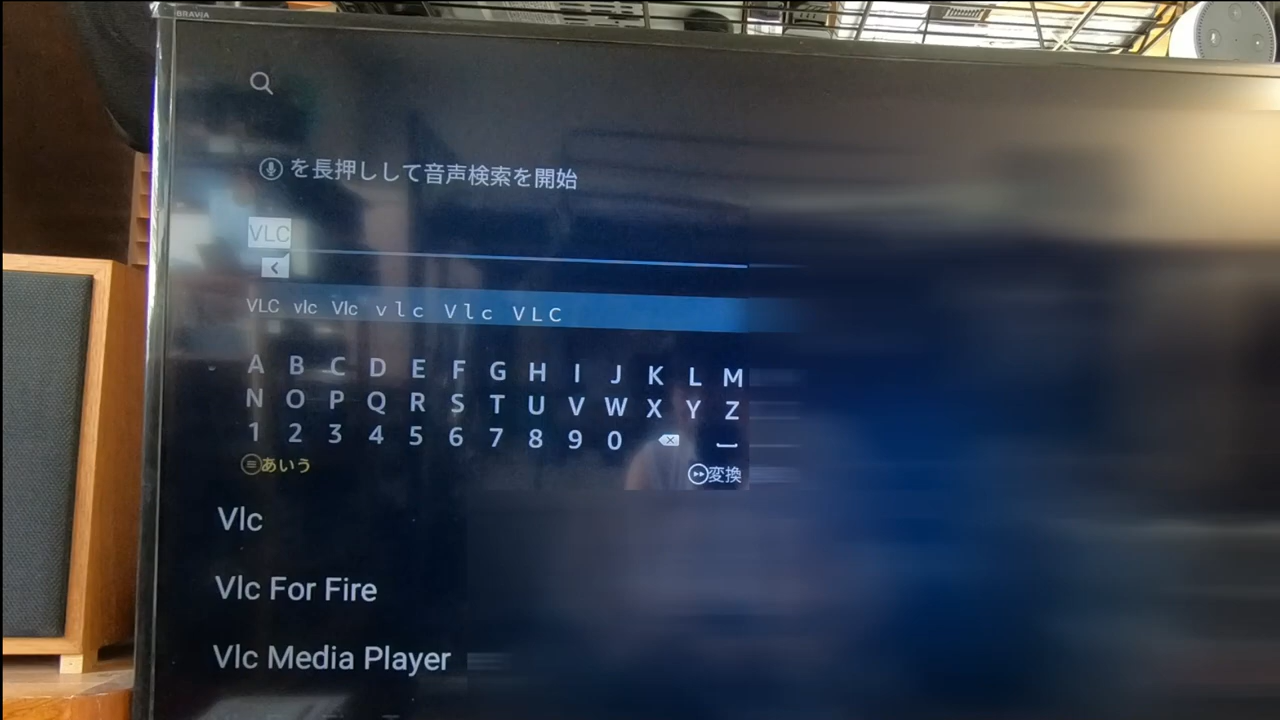 BRAVIA
を長押しして音声検索を開始
VLC
VLC vlc Vlc ｖｌｃ Ｖｌｃ ＶＬＣ
A B C D E F G H I J K L M
N O P Q R S T U V W X Y Z
1 2 3 4 5 6 7 8 9 0
あいう 変換
Vlc
Vlc For Fire
Vlc Media Player